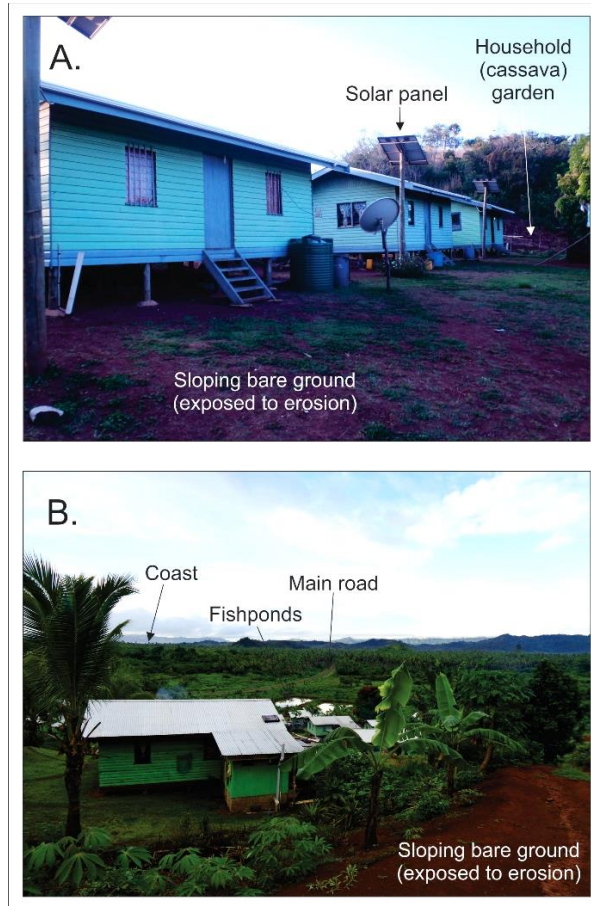 A.
Household
(cassava)
garden
Solar panel
Sloping bare ground
(exposed to erosion)
B.
Coast
Main road
Fishponds
Sloping bare ground
(exposed to erosion)